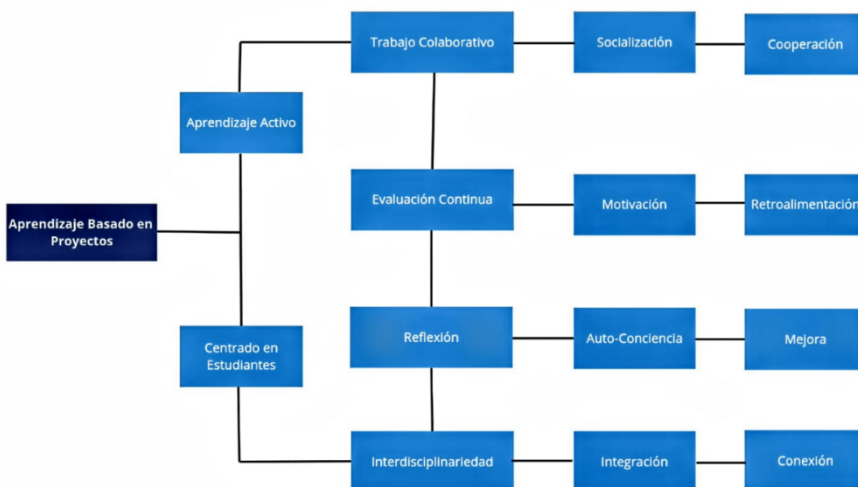 Trabajo Colaborativo
Socialización
Cooperación
Aprendizaje Activo
Evaluación Continua
Motivación
Retroalimentación
Aprendizaje Basado en
Proyectos
Reflexión
Auto-Conciencia
Mejora
Centrado en
Estudiantes
Interdisciplinariedad
Integración
Conexión